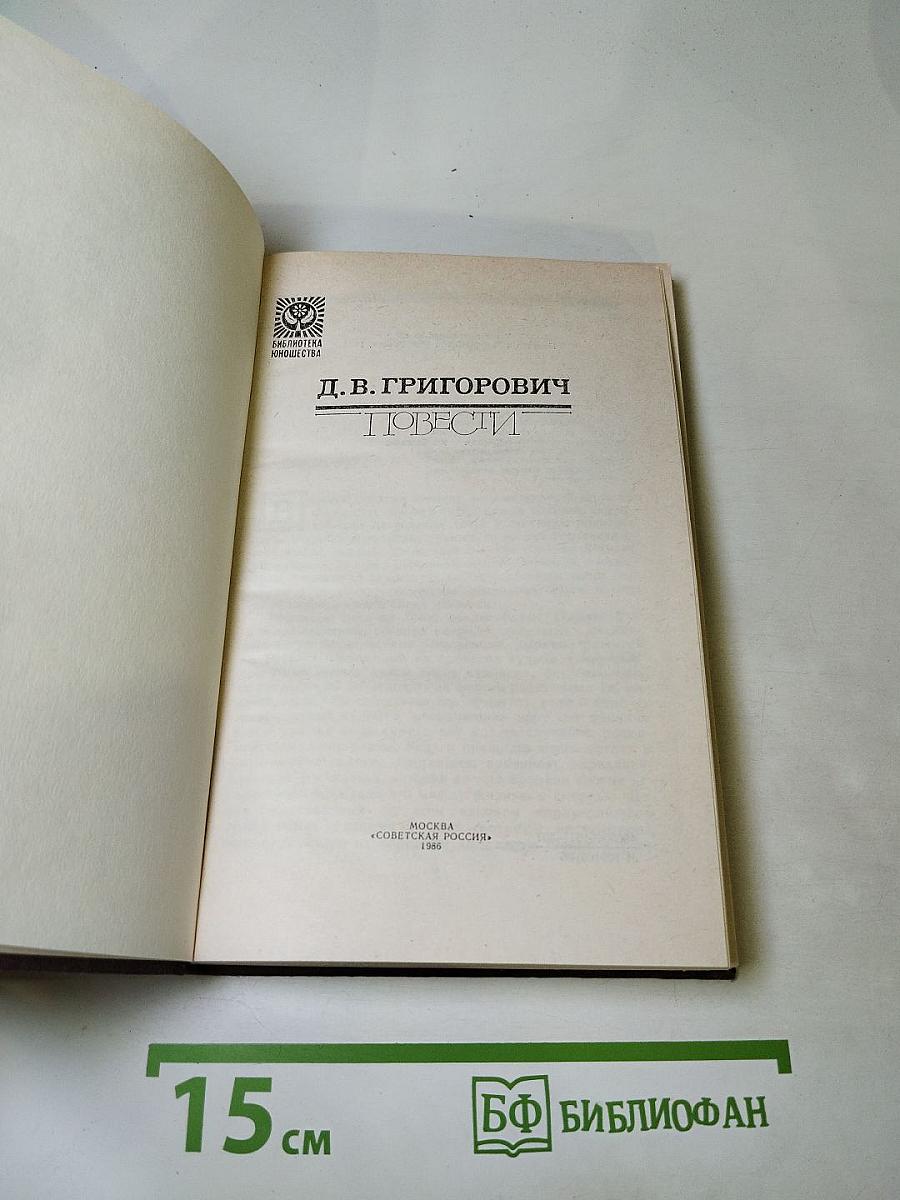 БИБЛИОТЕКА
ЮНОШЕСТВА
Д. В. ГРИГОРОВИЧ
ПОВЕСТИ
МОСКВА
«СОВЕТСКАЯ РОССИЯ»
1986
15 см
БФ БИБЛИОФАН